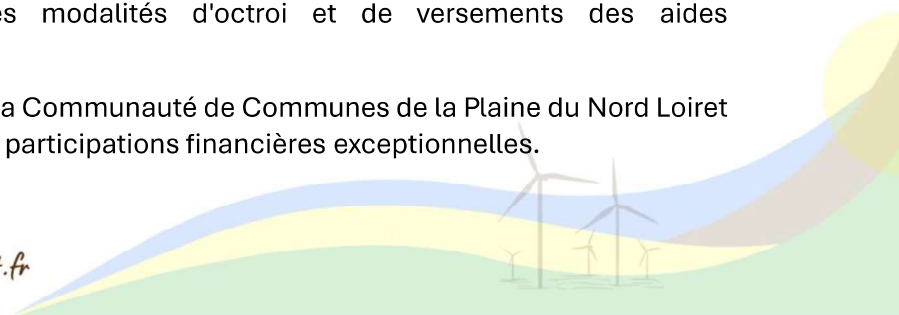 es modalités d'octroi et de versements des aides
a Communauté de Communes de la Plaine du Nord Loiret
participations financières exceptionnelles.
.fr